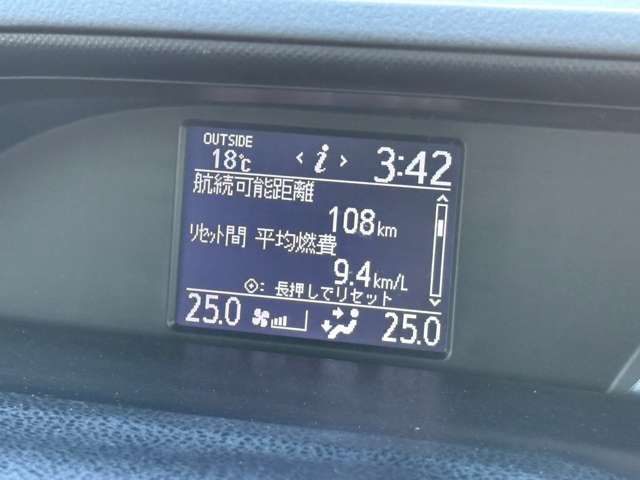 OUTSIDE
18℃ < i > 3:42
航続可能距離
108km
リセット間 平均燃費
9.4km/L
: 長押しでリセット
25.0 25.0